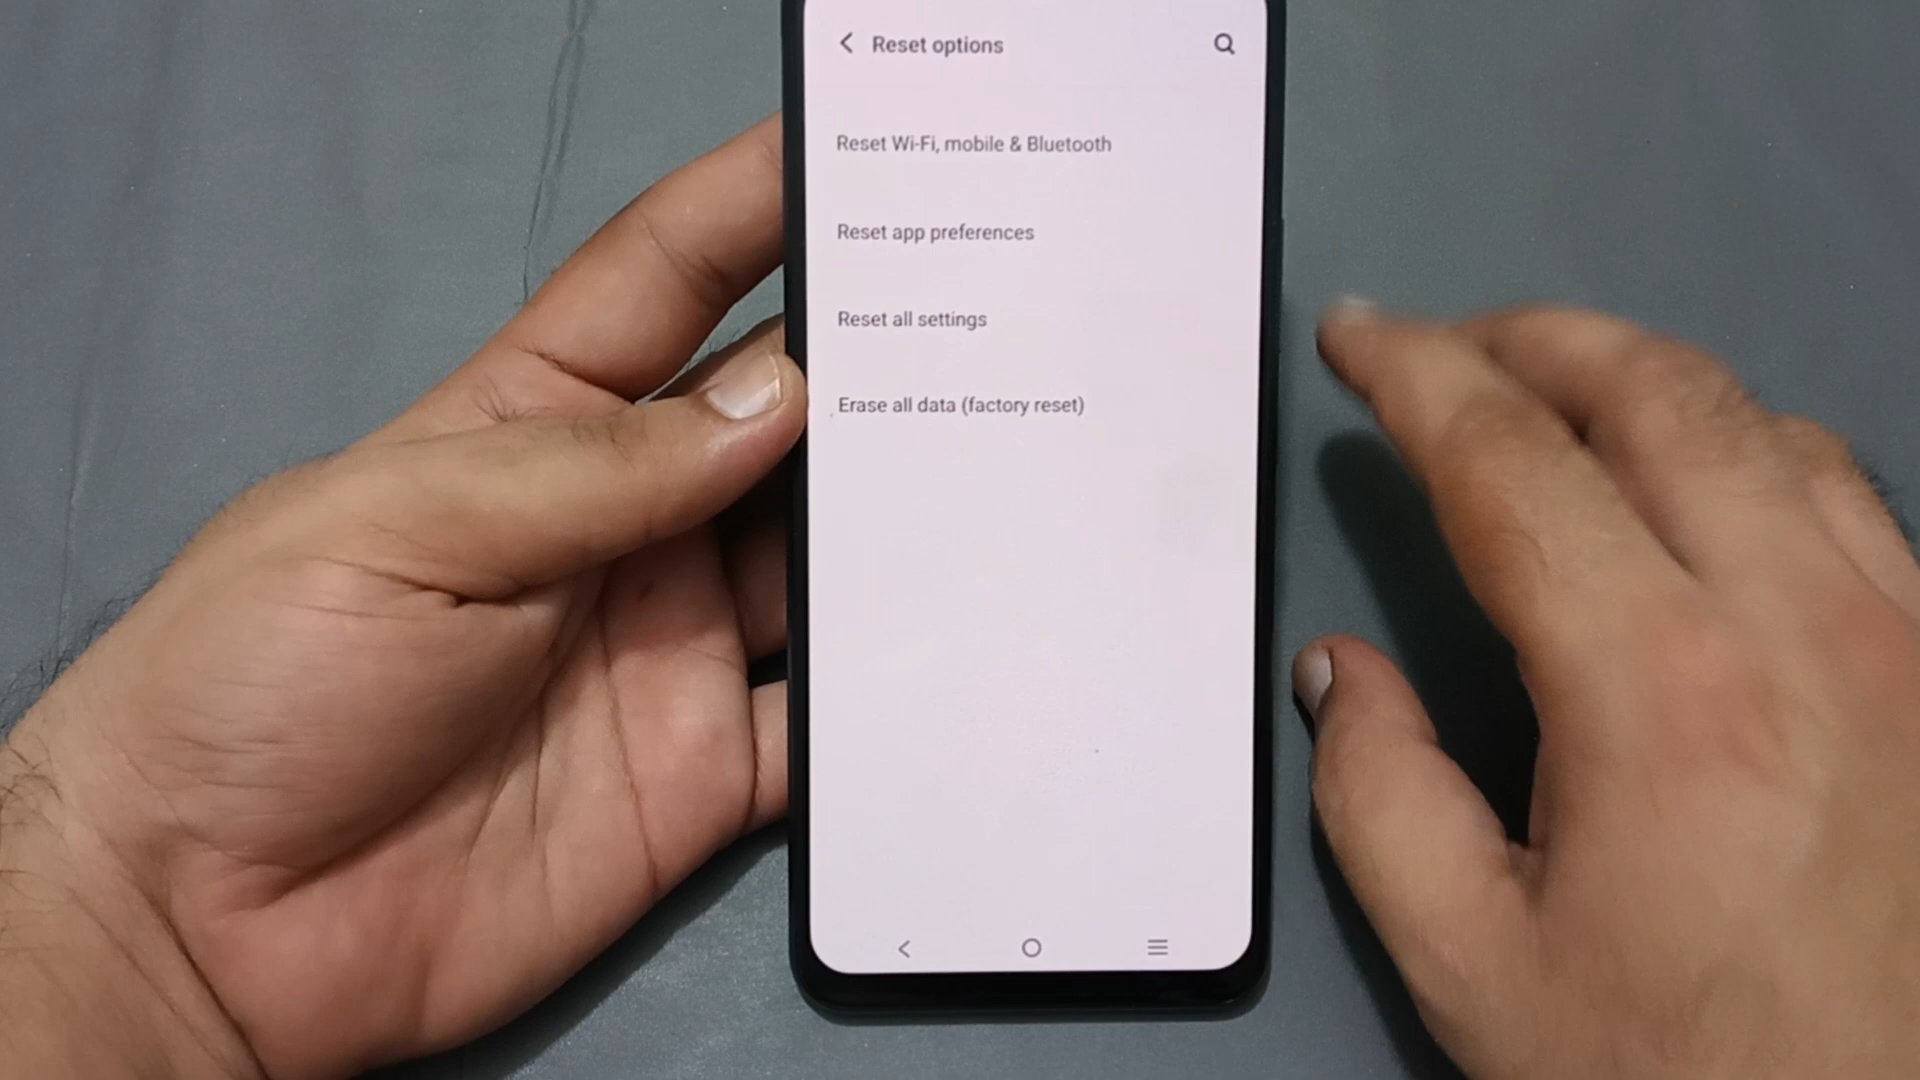 Reset options
Reset Wi-Fi, mobile & Bluetooth
Reset app preferences
Reset all settings
Erase all data (factory reset)